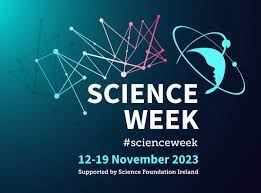 SCIENCE
WEEK
#scienceweek
12-19 November 2023
Supported by Science Foundation Ireland